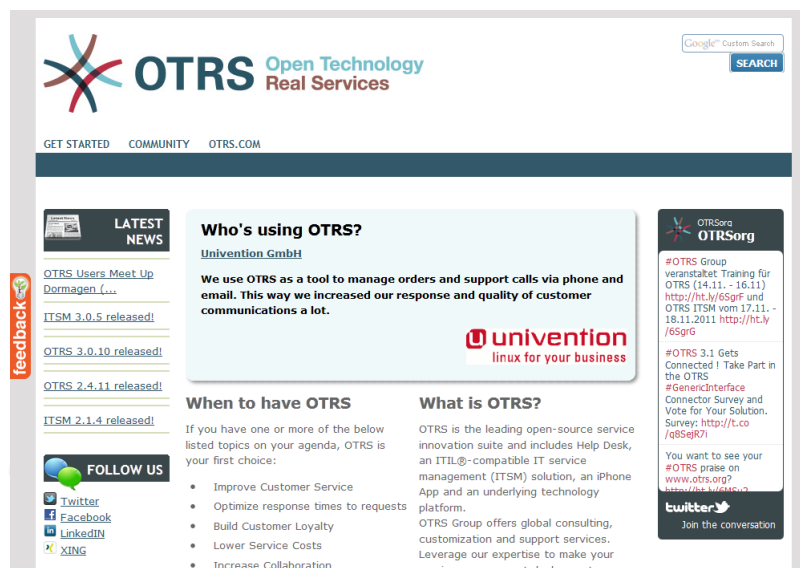 OTRS Open Technology
Real Services
Google™ Custom Search
SEARCH
GET STARTED COMMUNITY OTRS.COM
feedback
LATEST
NEWS
OTRS Users Meet Up
Dormagen (...
ITSM 3.0.5 released!
OTRS 3.0.10 released!
OTRS 2.4.11 released!
ITSM 2.1.4 released!
FOLLOW US
Twitter
Facebook
LinkedIN
XING
Who's using OTRS?
Univention GmbH
We use OTRS as a tool to manage orders and support calls via phone and
email. This way we increased our response and quality of customer
communications a lot.
univention
linux for your business
When to have OTRS
If you have one or more of the below
listed topics on your agenda, OTRS is
your first choice:
• Improve Customer Service
• Optimize response times to requests
• Build Customer Loyalty
• Lower Service Costs
• Increase Collaboration
What is OTRS?
OTRS is the leading open-source service
innovation suite and includes Help Desk,
an ITIL®-compatible IT service
management (ITSM) solution, an iPhone
App and an underlying technology
platform.
OTRS Group offers global consulting,
customization and support services.
Leverage our expertise to make your
OTRSorg
OTRSorg
#OTRS Group
veranstaltet Training für
OTRS (14.11. - 16.11)
http://ht.ly/6SgrF und
OTRS ITSM vom 17.11. -
18.11.2011 http://ht.ly
/6SgrG
#OTRS 3.1 Gets
Connected ! Take Part in
the OTRS
#GenericInterface
Connector Survey and
Vote for Your Solution.
Survey: http://t.co
/q8SejR7i
You want to see your
#OTRS praise on
www.otrs.org?
twitter
Join the conversation